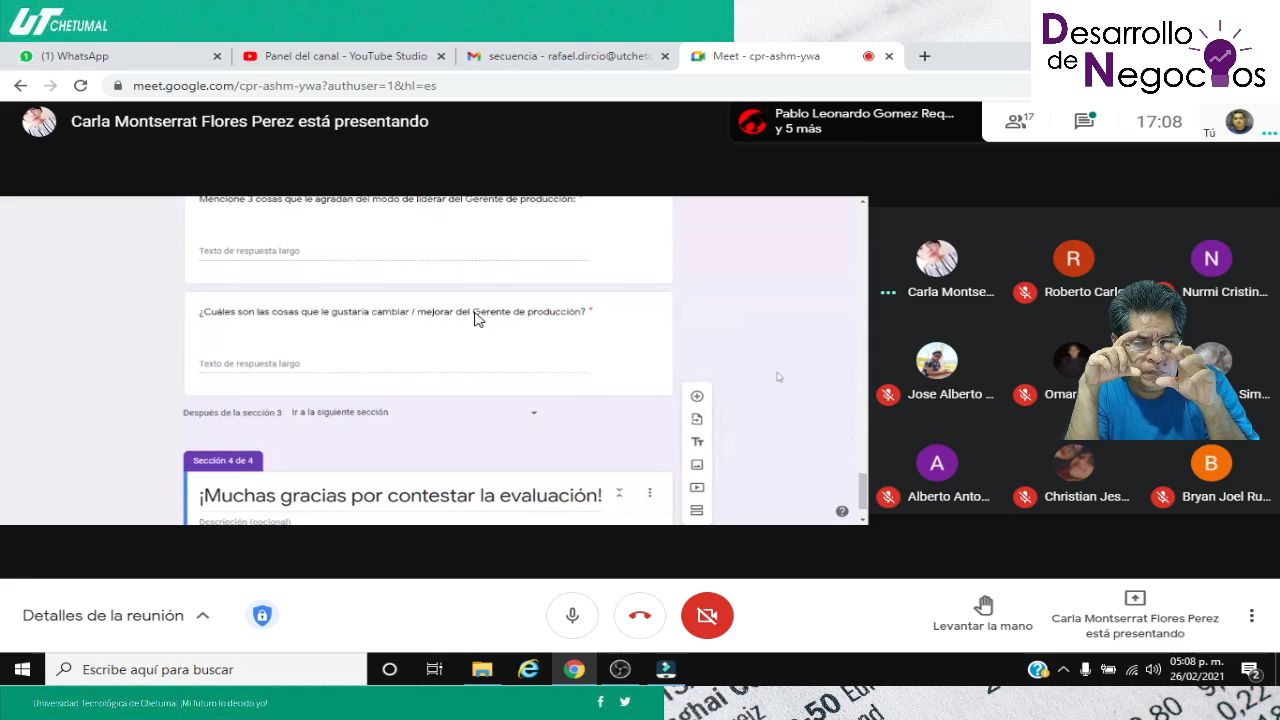 UT CHETUMAL
Desarrollo
de
Negocios
(1) WhatsApp
Panel del canal - YouTube Studio
secuencia - rafael.dircio@utchet
Meet - cpr-ashm-ywa
meet.google.com/cpr-ashm-ywa?authuser=1&hl=es
Carla Montserrat Flores Perez está presentando
Pablo Leonardo Gomez Req...
y 5 más
17
17:08
Tú
Mencione 3 cosas que le agradan del modo de liderar del Gerente de producción: *
Texto de respuesta largo
¿Cuáles son las cosas que le gustaría cambiar / mejorar del Gerente de producción? *
Texto de respuesta largo
Después de la sección 3 Ir a la siguiente sección
Sección 4 de 4
¡Muchas gracias por contestar la evaluación!
Descripción (opcional)
Tт
R
N
Carla Montse...
Roberto Carl
Nurmi Cristin...
Jose Alberto
Omar
Sim...
A
B
Alberto Anto...
Christian Jes...
Bryan Joel Ru...
Detalles de la reunión
Levantar la mano
Carla Montserrat Flores Perez
está presentando
Escribe aquí para buscar
05:08 p. m.
26/02/2021
2
Universidad Tecnológica de Chetumal ¡Mi futuro lo decido yo!